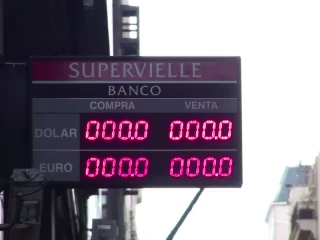 SUPERVIELLE
BANCO
COMPRA VENTA
DOLAR 000.0 000.0
EURO 000.0 000.0